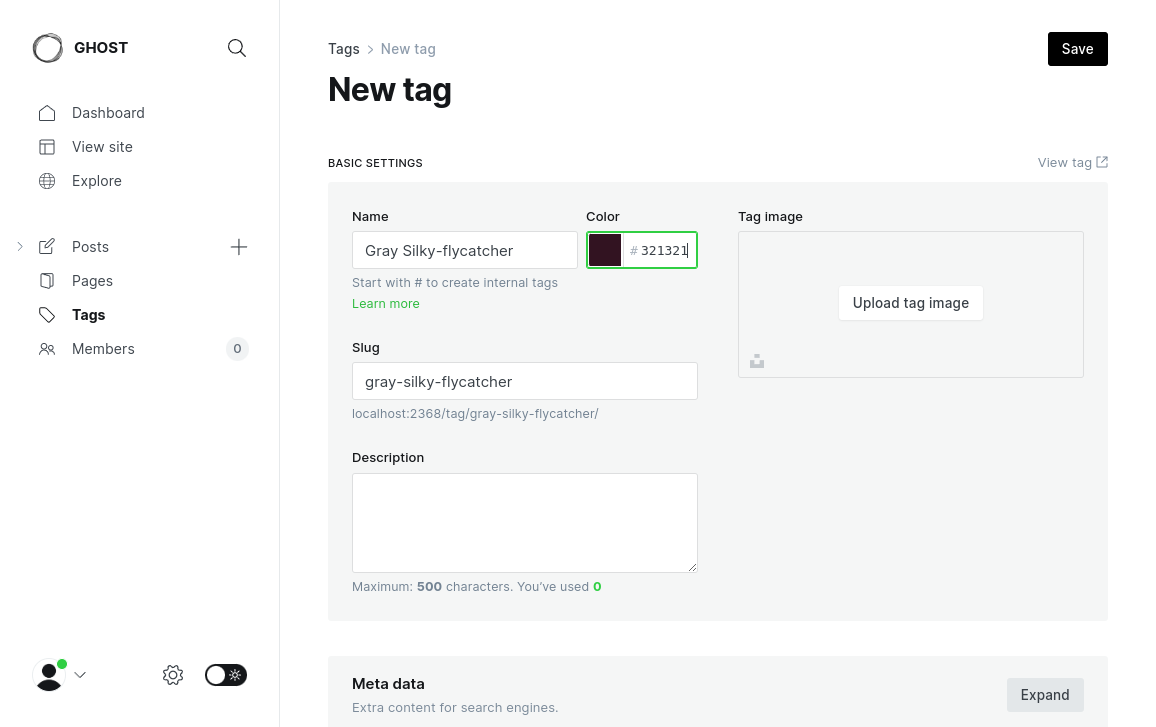 GHOST
Dashboard
View site
Explore
Posts
Pages
Tags
Members 0
Tags > New tag
Save
New tag
BASIC SETTINGS
View tag
Name
Gray Silky-flycatcher
Start with # to create internal tags
Learn more
Color
# 321321
Slug
gray-silky-flycatcher
localhost:2368/tag/gray-silky-flycatcher/
Description
Maximum: 500 characters. You’ve used 0
Tag image
Upload tag image
Meta data
Extra content for search engines.
Expand